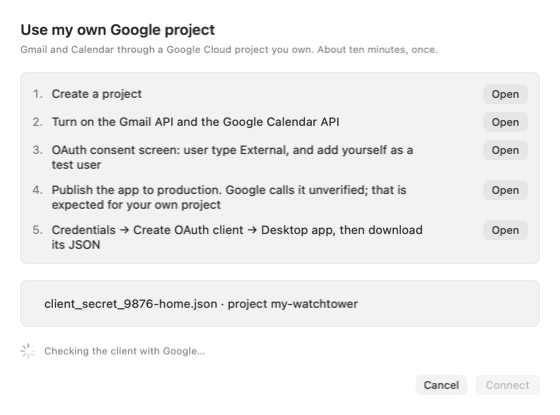 Use my own Google project
Gmail and Calendar through a Google Cloud project you own. About ten minutes, once.
1. Create a project Open
2. Turn on the Gmail API and the Google Calendar API Open
3. OAuth consent screen: user type External, and add yourself as a Open
test user
4. Publish the app to production. Google calls it unverified; that is Open
expected for your own project
5. Credentials → Create OAuth client → Desktop app, then download Open
its JSON
client_secret_9876-home.json · project my-watchtower
Checking the client with Google...
Cancel Connect